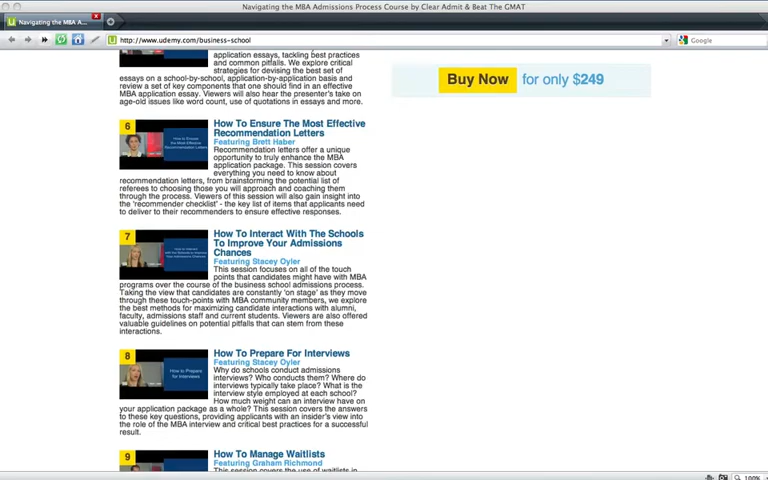 Navigating the MBA Admissions Process Course by Clear Admit & Beat The GMAT
Navigating the MBA A...
http://www.udemy.com/business-school
Google
application essays, tackling best practices
and common pitfalls. We explore critical
strategies for devising the best set of
essays on a school-by-school, application-by-application basis and
review a set of key components that one should find in an effective
MBA application essay. Viewers will also hear the presenter's take on
age-old issues like word count, use of quotations in essays and more.
Buy Now for only $249
6
How To Ensure The Most Effective
Recommendation Letters
Featuring Brett Haber
Recommendation letters offer a unique
opportunity to truly enhance the MBA
application package. This session covers
everything you need to know about
recommendation letters, from brainstorming the potential list of
referees to choosing those you will approach and coaching them
through the process. Viewers of this session will also gain insight into
the 'recommender checklist' - the key list of items that applicants need
to deliver to their recommenders to ensure effective responses.
7
How To Interact With The Schools
To Improve Your Admissions
Chances
Featuring Stacey Oyler
This session focuses on all of the touch
points that candidates might have with MBA
programs over the course of the business school admissions process.
Taking the view that candidates are constantly 'on stage' as they move
through these touch-points with MBA community members, we explore
the best methods for maximizing candidate interactions with alumni,
faculty, admissions staff and current students. Viewers are also offered
valuable guidelines on potential pitfalls that can stem from these
interactions.
8
How to Prepare
for Interviews
How To Prepare For Interviews
Featuring Stacey Oyler
Why do schools conduct admissions
interviews? Who conducts them? Where do
interviews typically take place? What is the
interview style employed at each school?
How much weight can an interview have on
your application package as a whole? This session covers the answers
to these key questions, providing applicants with an insider's view into
the role of the MBA interview and critical best practices for a successful
result.
9
How To Manage Waitlists
Featuring Graham Richmond
This session covers the use of waitlists in
100%